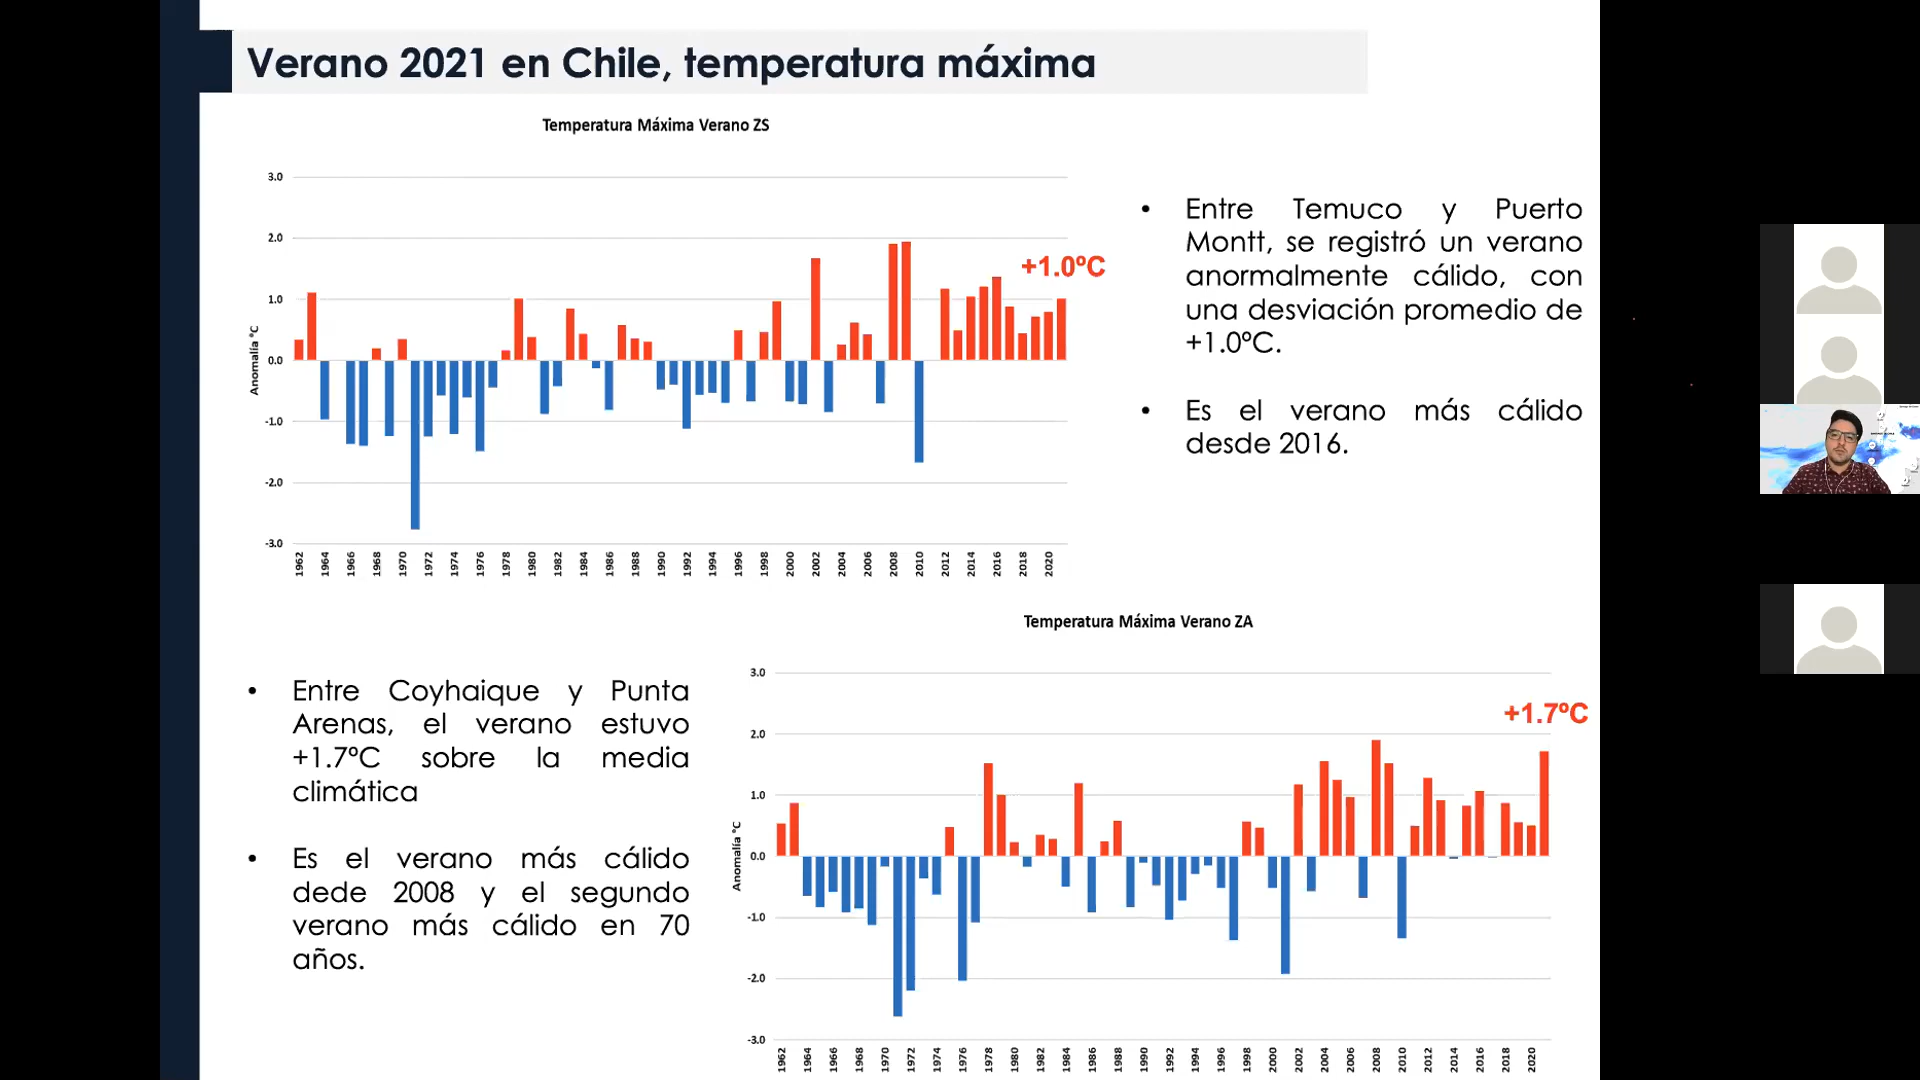 Verano 2021 en Chile, temperatura máxima
Temperatura Máxima Verano ZS
3.0
2.0
1.0
0.0
-1.0
-2.0
-3.0
Anomalía °C
+1.0ºC
1962 1964 1966 1968 1970 1972 1974 1976 1978 1980 1982 1984 1986 1988 1990 1992 1994 1996 1998 2000 2002 2004 2006 2008 2010 2012 2014 2016 2018 2020
• Entre Temuco y Puerto
Montt, se registró un verano
anormalmente cálido, con
una desviación promedio de
+1.0ºC.
• Es el verano más cálido
desde 2016.
• Entre Coyhaique y Punta
Arenas, el verano estuvo
+1.7ºC sobre la media
climática
• Es el verano más cálido
dede 2008 y el segundo
verano más cálido en 70
años.
Temperatura Máxima Verano ZA
3.0
2.0
1.0
0.0
-1.0
-2.0
-3.0
Anomalía °C
+1.7ºC
1962 1964 1966 1968 1970 1972 1974 1976 1978 1980 1982 1984 1986 1988 1990 1992 1994 1996 1998 2000 2002 2004 2006 2008 2010 2012 2014 2016 2018 2020